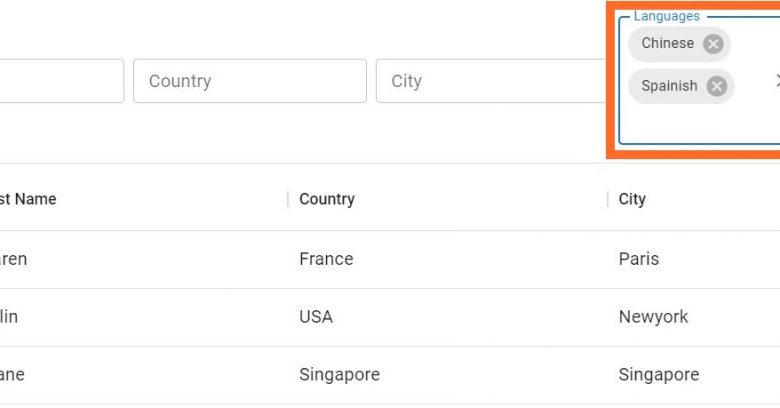 Languages
Chinese
Country City
Spainish
st Name Country City
aren France Paris
lin USA Newyork
ane Singapore Singapore